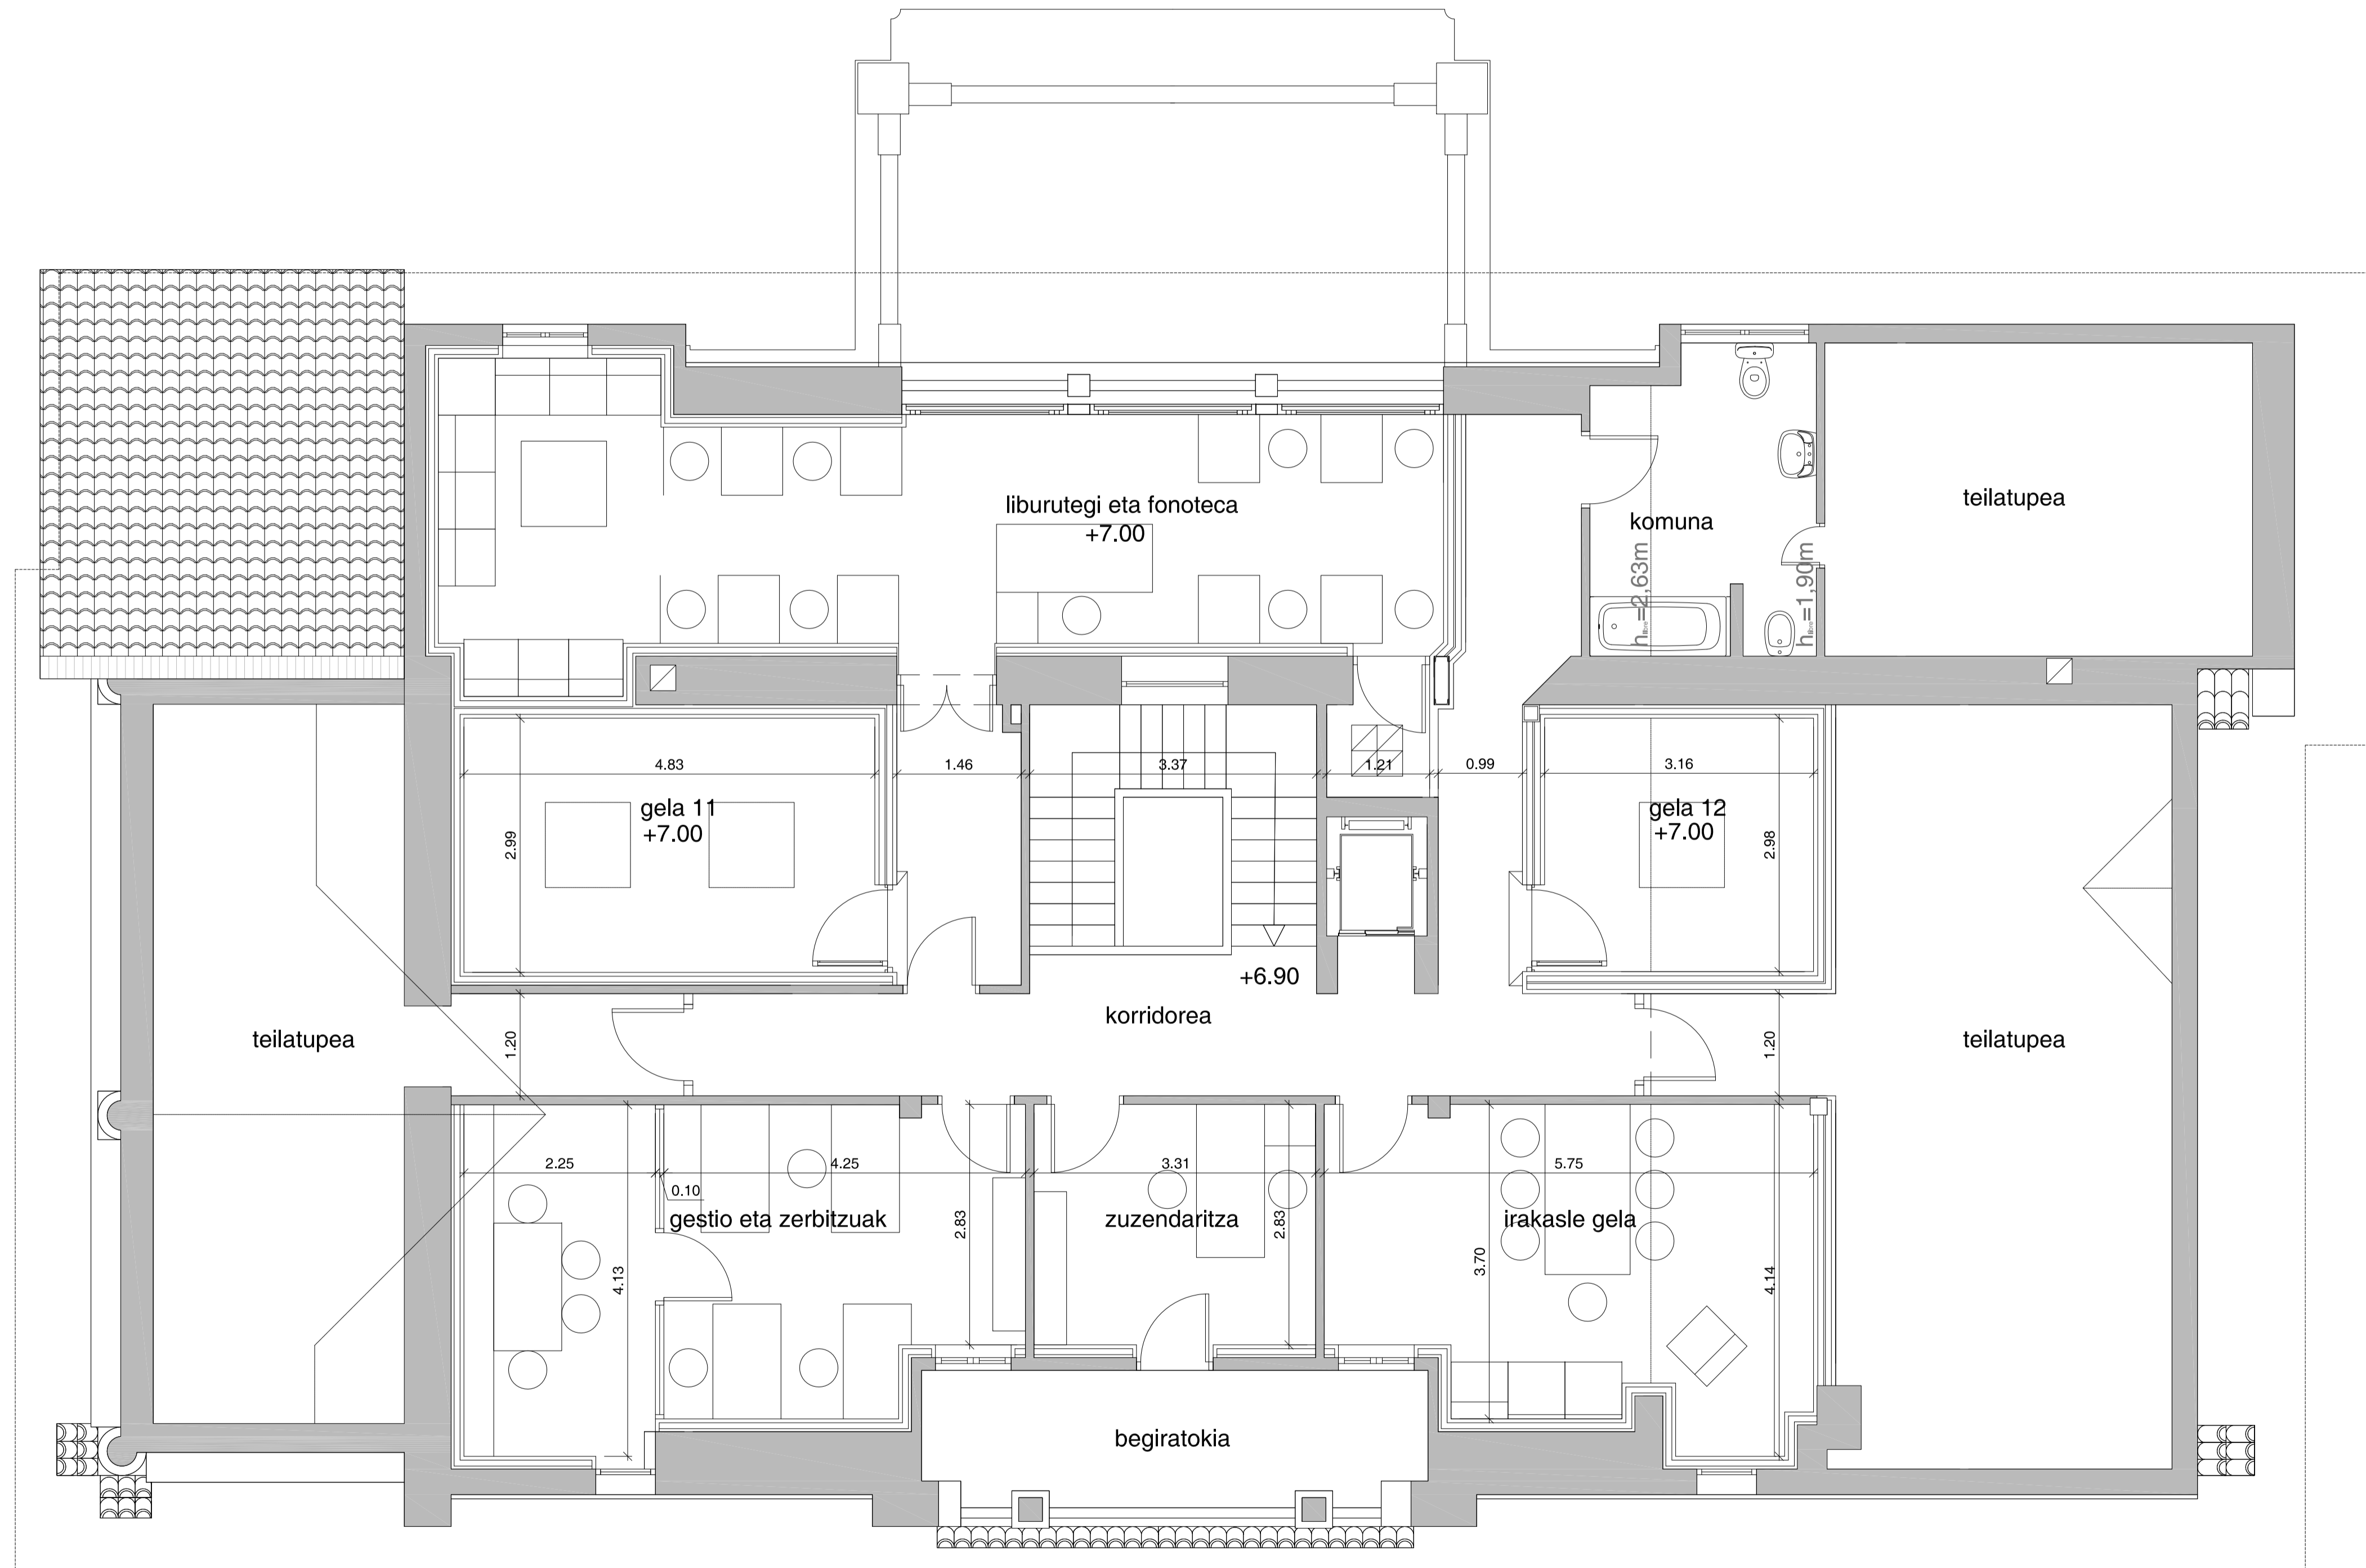 liburutegi eta fonoteca
+7.00
teilatupea
komuna
hlibre=2,63m
hlibre=1,90m
4.83
1.46
3.37
1.21
0.99
3.16
gela 11
+7.00
2.99
gela 12
+7.00
2.98
+6.90
korridorea
teilatupea
1.20
1.20
teilatupea
2.25
4.25
3.31
5.75
0.10
gestio eta zerbitzuak
2.83
zuzendaritza
2.83
irakasle gela
4.13
3.70
4.14
begiratokia